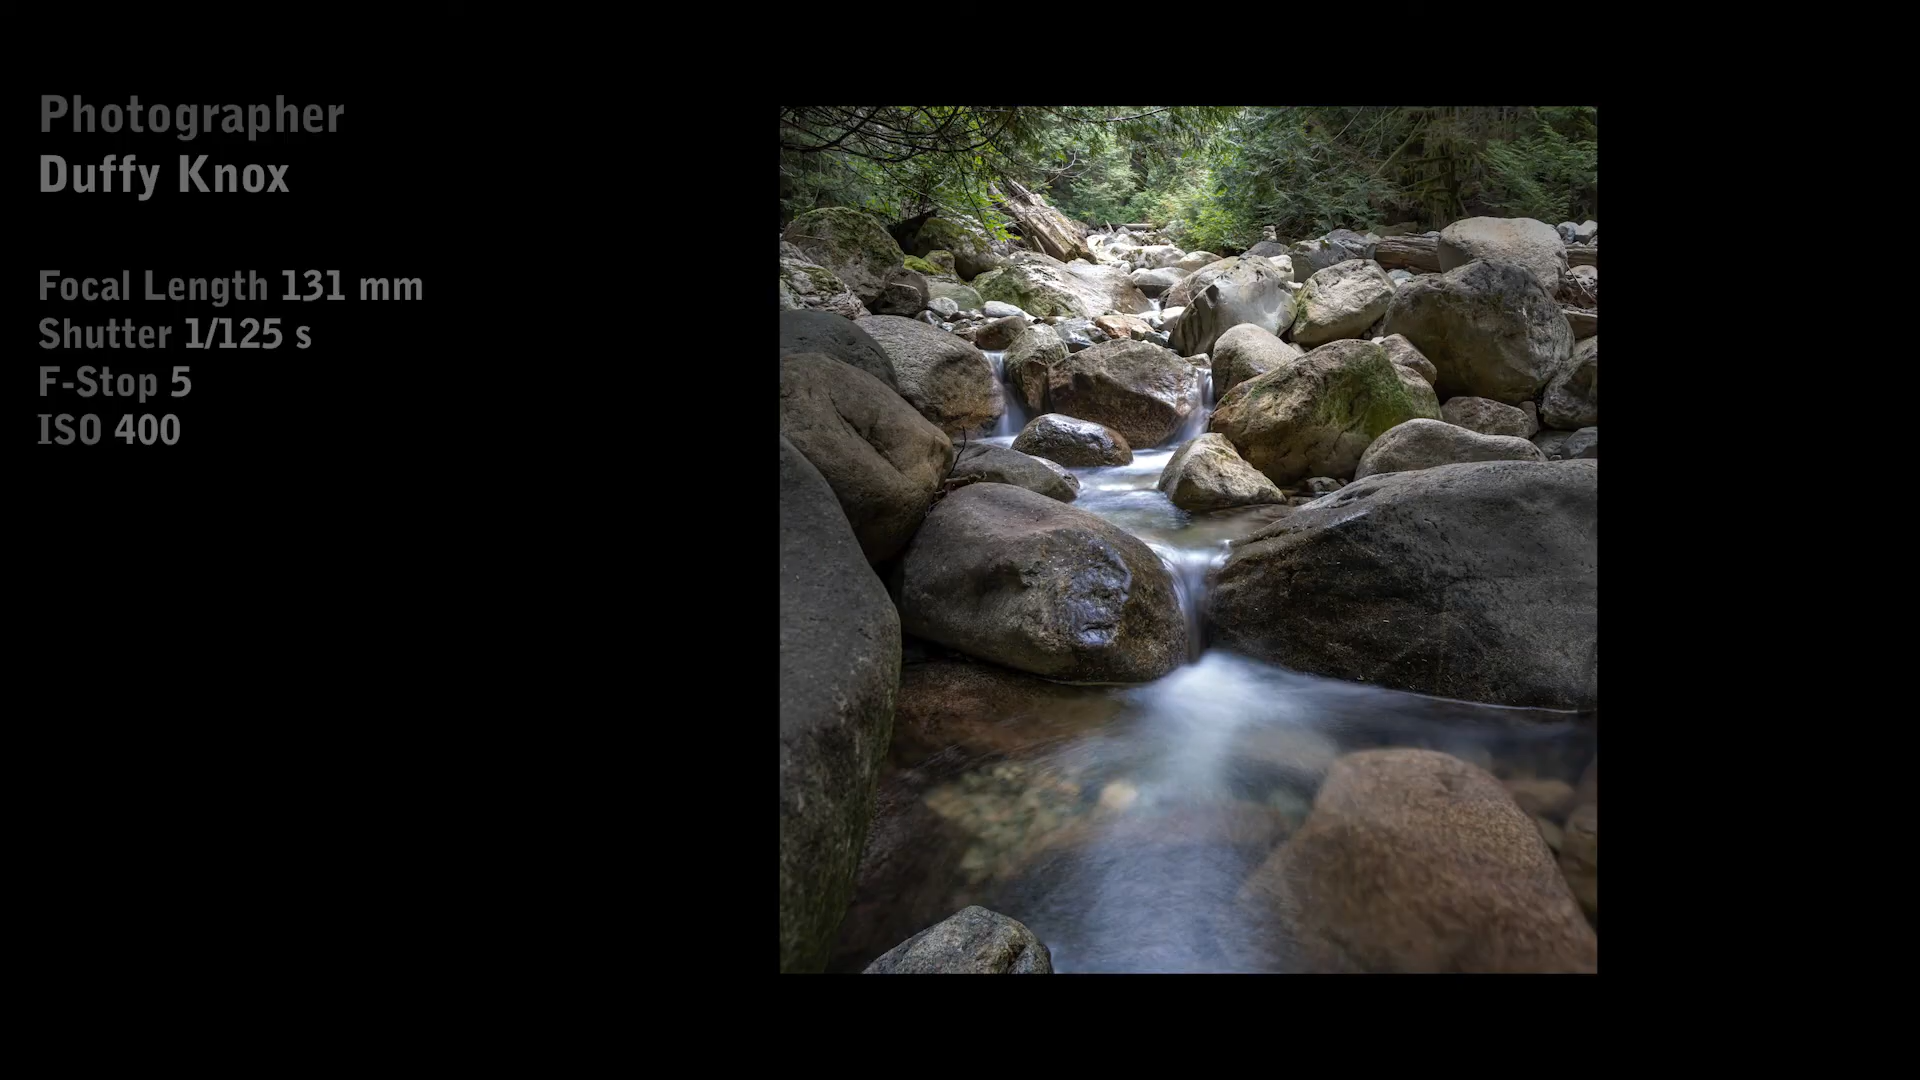 Photographer
Duffy Knox
Focal Length 131 mm
Shutter 1/125 s
F-Stop 5
ISO 400